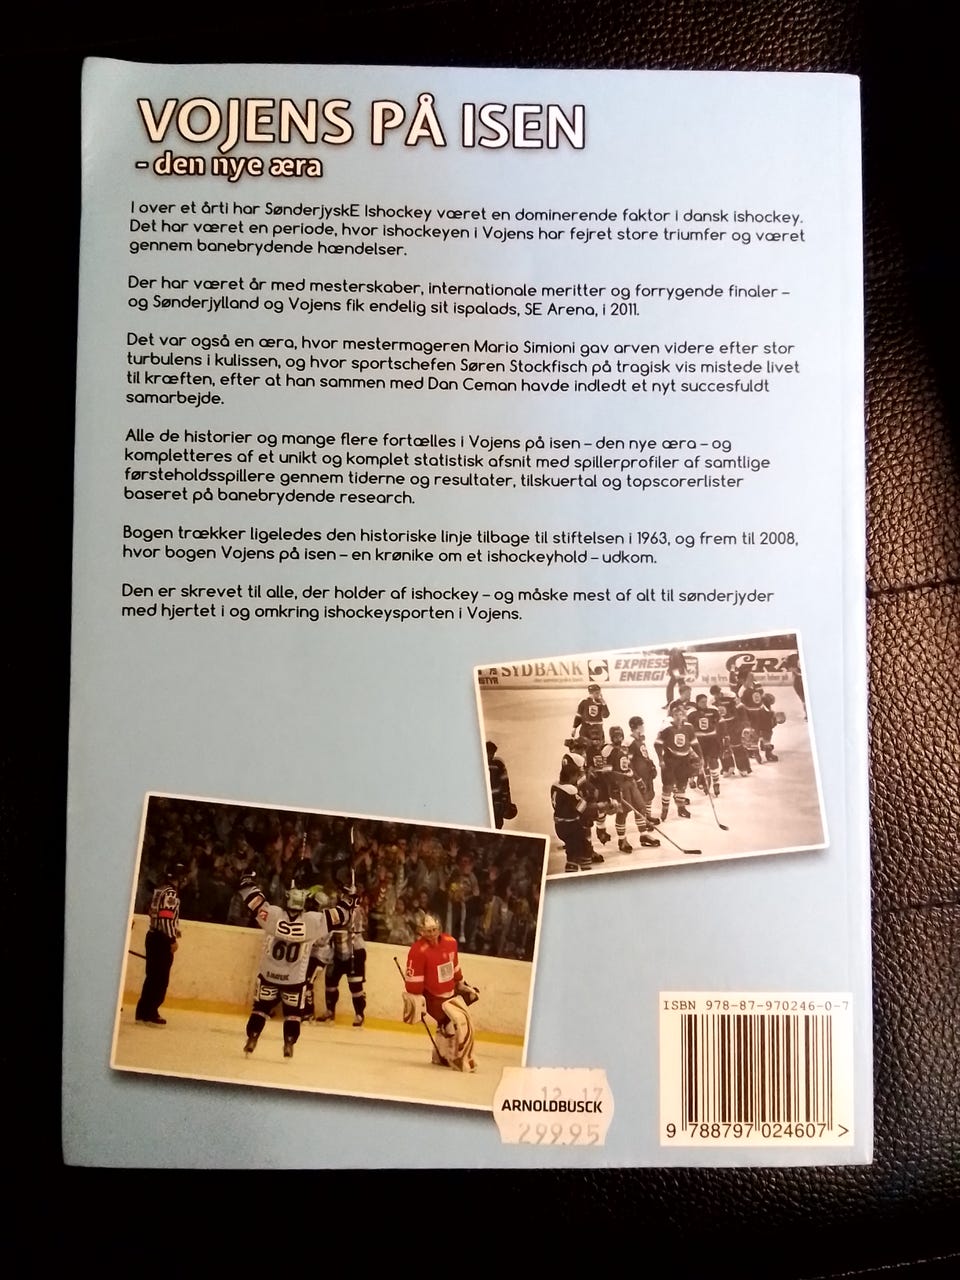 VOJENS PÅ ISEN
- den nye æra
I over et årti har SønderjyskE Ishockey været en dominerende faktor i dansk ishockey.
Det har været en periode, hvor ishockeyen i Vojens har fejret store triumfer og været
gennem banebrydende hændelser.
Der har været år med mesterskaber, internationale meritter og forrygende finaler –
og Sønderjylland og Vojens fik endelig sit ispalads, SE Arena, i 2011.
Det var også en æra, hvor mestermageren Mario Simioni gav arven videre efter stor
turbulens i kulissen, og hvor sportschefen Søren Stockfisch på tragisk vis mistede livet
til kræften, efter at han sammen med Dan Ceman havde indledt et nyt succesfuldt
samarbejde.
Alle de historier og mange flere fortælles i Vojens på isen – den nye æra – og
kompletteres af et unikt og komplet statistisk afsnit med spillerprofiler af samtlige
førsteholdsspillere gennem tiderne og resultater, tilskuertal og topscorerlister
baseret på banebrydende research.
Bogen trækker ligeledes den historiske linje tilbage til stiftelsen i 1963, og frem til 2008,
hvor bogen Vojens på isen – en krønike om et ishockeyhold – udkom.
Den er skrevet til alle, der holder af ishockey – og måske mest af alt til sønderjyder
med hjertet i og omkring ishockeysporten i Vojens.
SYDBANK
EXPRESS
ENERGI
SE
60
ISBN 978-87-970246-0-7
9 788797 024607 >
12 17
ARNOLDBUSCK
299.95